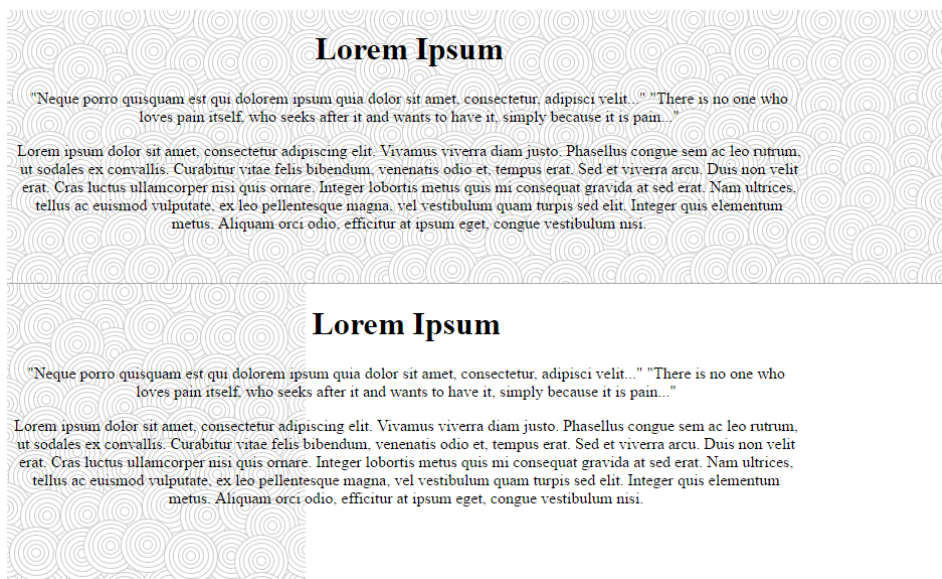 Lorem Ipsum
"Neque porro quisquam est qui dolorem ipsum quia dolor sit amet, consectetur, adipisci velit..." "There is no one who
loves pain itself, who seeks after it and wants to have it, simply because it is pain..."
Lorem ipsum dolor sit amet, consectetur adipiscing elit. Vivamus viverra diam justo. Phasellus congue sem ac leo rutrum,
ut sodales ex convallis. Curabitur vitae felis bibendum, venenatis odio et, tempus erat. Sed et viverra arcu. Duis non velit
erat. Cras luctus ullamcorper nisi quis ornare. Integer lobortis metus quis mi consequat gravida at sed erat. Nam ultrices,
tellus ac euismod vulputate, ex leo pellentesque magna, vel vestibulum quam turpis sed elit. Integer quis elementum
metus. Aliquam orci odio, efficitur at ipsum eget, congue vestibulum nisi.
Lorem Ipsum
"Neque porro quisquam est qui dolorem ipsum quia dolor sit amet, consectetur, adipisci velit..." "There is no one who
loves pain itself, who seeks after it and wants to have it, simply because it is pain..."
Lorem ipsum dolor sit amet, consectetur adipiscing elit. Vivamus viverra diam justo. Phasellus congue sem ac leo rutrum,
ut sodales ex convallis. Curabitur vitae felis bibendum, venenatis odio et, tempus erat. Sed et viverra arcu. Duis non velit
erat. Cras luctus ullamcorper nisi quis ornare. Integer lobortis metus quis mi consequat gravida at sed erat. Nam ultrices,
tellus ac euismod vulputate, ex leo pellentesque magna, vel vestibulum quam turpis sed elit. Integer quis elementum
metus. Aliquam orci odio, efficitur at ipsum eget, congue vestibulum nisi.